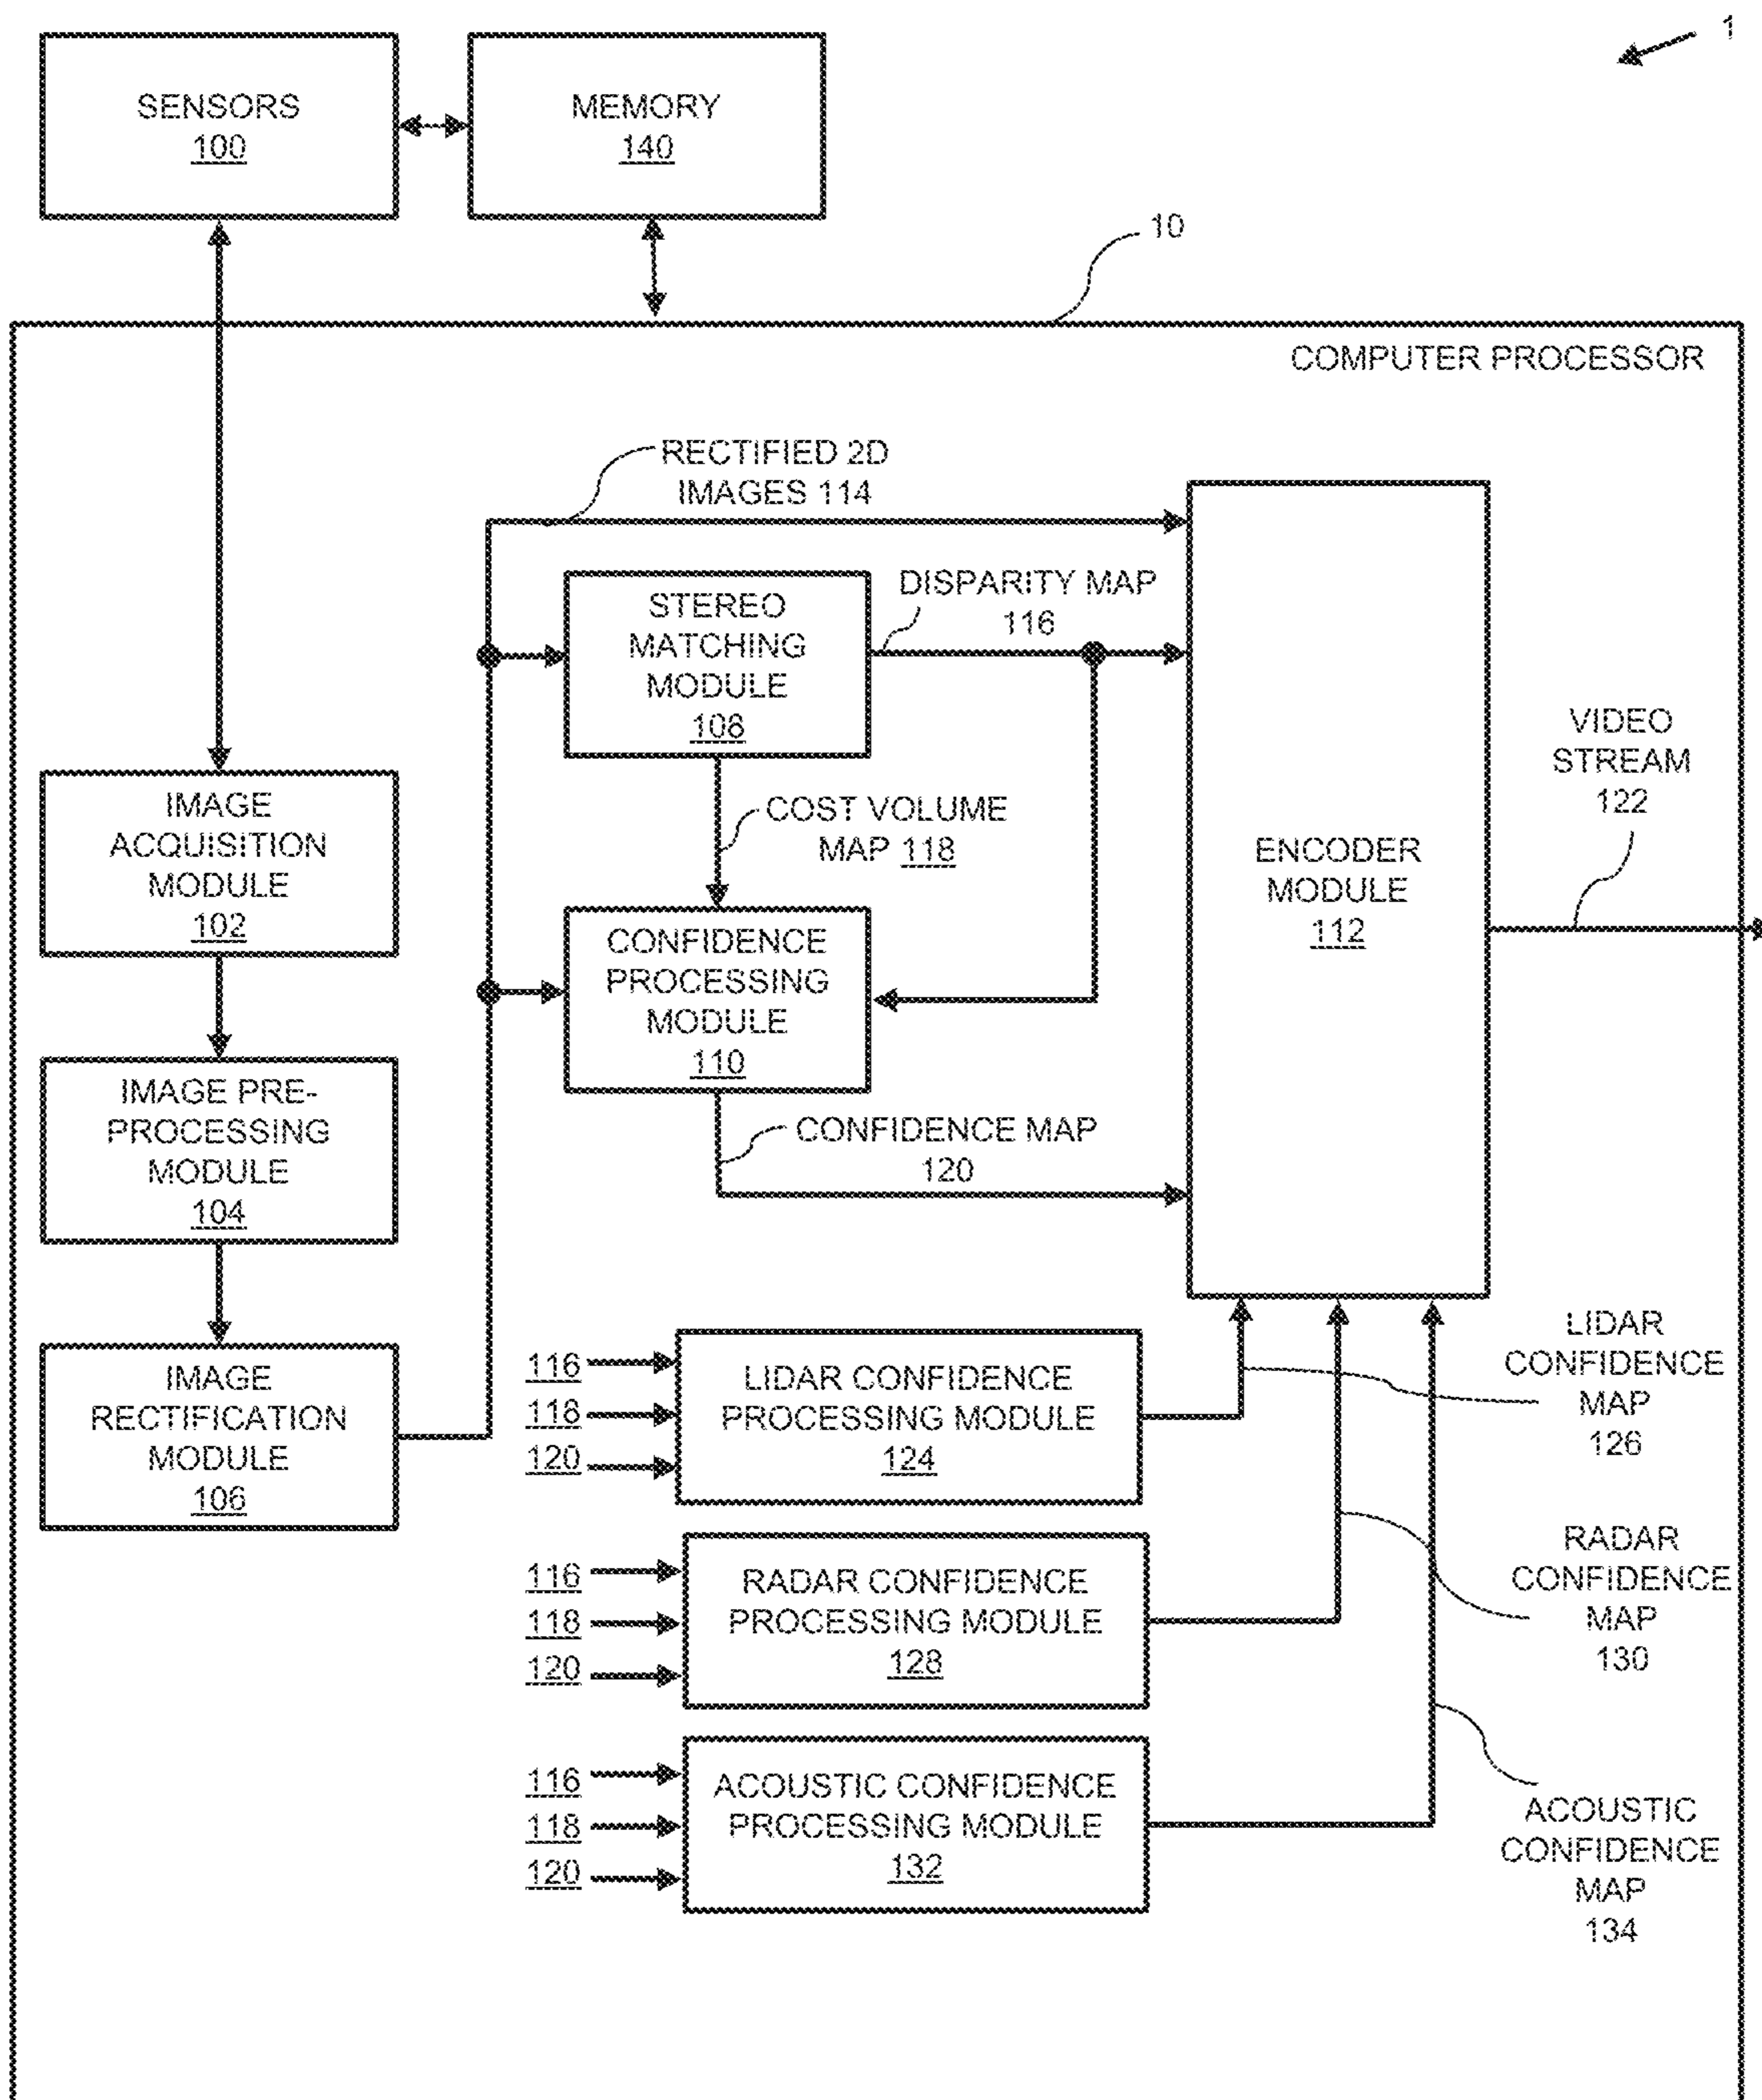 1
SENSORS
100
MEMORY
140
10
COMPUTER PROCESSOR
RECTIFIED 2D
IMAGES 114
STEREO
MATCHING
MODULE
108
DISPARITY MAP
116
COST VOLUME
MAP 118
CONFIDENCE
PROCESSING
MODULE
110
CONFIDENCE MAP
120
ENCODER
MODULE
112
VIDEO
STREAM
122
IMAGE
ACQUISITION
MODULE
102
IMAGE PRE-
PROCESSING
MODULE
104
IMAGE
RECTIFICATION
MODULE
106
116
118
120
LIDAR CONFIDENCE
PROCESSING MODULE
124
LIDAR
CONFIDENCE
MAP
126
116
118
120
RADAR CONFIDENCE
PROCESSING MODULE
128
RADAR
CONFIDENCE
MAP
130
116
118
120
ACOUSTIC CONFIDENCE
PROCESSING MODULE
132
ACOUSTIC
CONFIDENCE
MAP
134